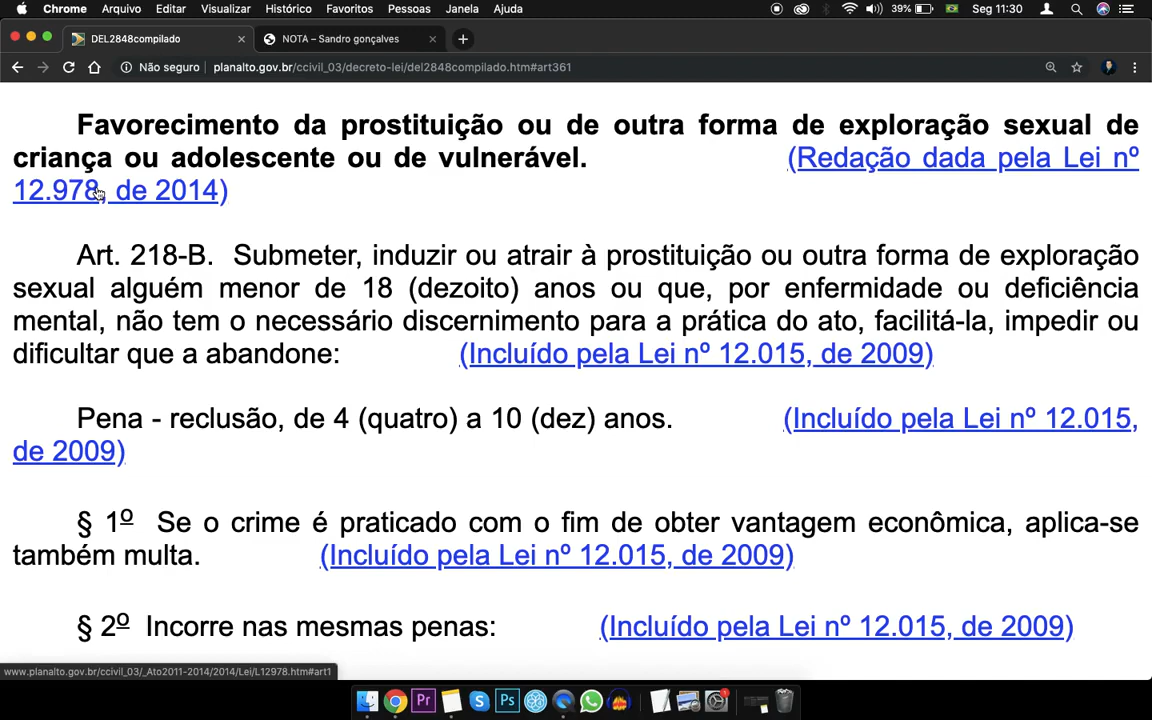 Chrome Arquivo Editar Visualizar Histórico Favoritos Pessoas Janela Ajuda 39% Seg 11:30
DEL2848compilado × NOTA – Sandro gonçalves × +
Não seguro | planalto.gov.br/ccivil_03/decreto-lei/del2848compilado.htm#art361
Favorecimento da prostituição ou de outra forma de exploração sexual de
criança ou adolescente ou de vulnerável. (Redação dada pela Lei nº
12.978, de 2014)
Art. 218-B. Submeter, induzir ou atrair à prostituição ou outra forma de exploração
sexual alguém menor de 18 (dezoito) anos ou que, por enfermidade ou deficiência
mental, não tem o necessário discernimento para a prática do ato, facilitá-la, impedir ou
dificultar que a abandone: (Incluído pela Lei nº 12.015, de 2009)
Pena - reclusão, de 4 (quatro) a 10 (dez) anos. (Incluído pela Lei nº 12.015,
de 2009)
§ 1º Se o crime é praticado com o fim de obter vantagem econômica, aplica-se
também multa. (Incluído pela Lei nº 12.015, de 2009)
§ 2º Incorre nas mesmas penas: (Incluído pela Lei nº 12.015, de 2009)
www.planalto.gov.br/ccivil_03/_Ato2011-2014/2014/Lei/L12978.htm#art1
Pr Ps